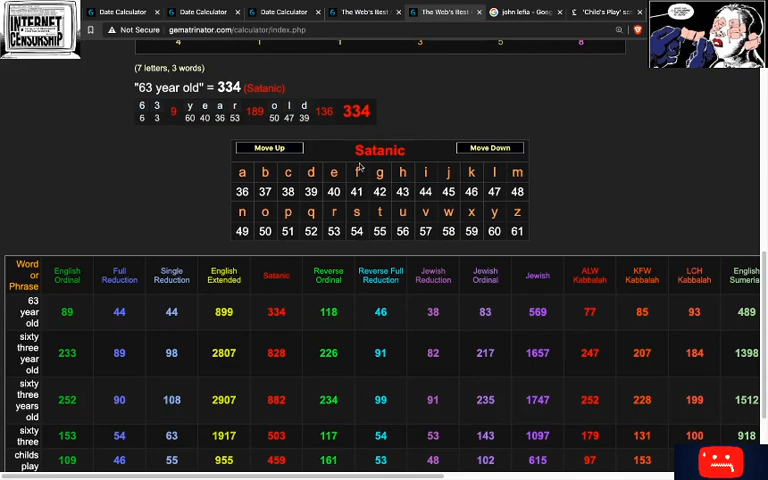 INTERNET
CENSORSHIP
Date Calculator
Date Calculator
Date Calculator
The Web's Best
The Web's Best
john lefia - Goo
'Child's Play' sc
Not Secure gematrinator.com/calculator/index.php
4 1 1 3 5 8
(7 letters, 3 words)
"63 year old" = 334 (Satanic)
6 3 9 y e a r 189 o l d 136 334
6 3 60 40 36 53 50 47 39
Move Up Satanic Move Down
a b c d e f g h i j k l m
36 37 38 39 40 41 42 43 44 45 46 47 48
n o p q r s t u v w x y z
49 50 51 52 53 54 55 56 57 58 59 60 61
Word or Phrase English Ordinal Full Reduction Single Reduction English Extended Satanic Reverse Ordinal Reverse Full Reduction Jewish Reduction Jewish Ordinal Jewish ALW Kabbalah KFW Kabbalah LCH Kabbalah English Sumeria
63 year old 89 44 44 899 334 118 46 38 83 569 77 85 93 489
sixty three year old 233 89 98 2807 828 226 91 82 217 1657 247 207 184 1398
sixty three years old 252 90 108 2907 882 234 99 91 235 1747 252 228 199 1512
sixty three 153 54 63 1917 503 117 54 53 143 1097 179 131 100 918
childs play 109 46 55 955 459 161 53 48 102 615 97 153